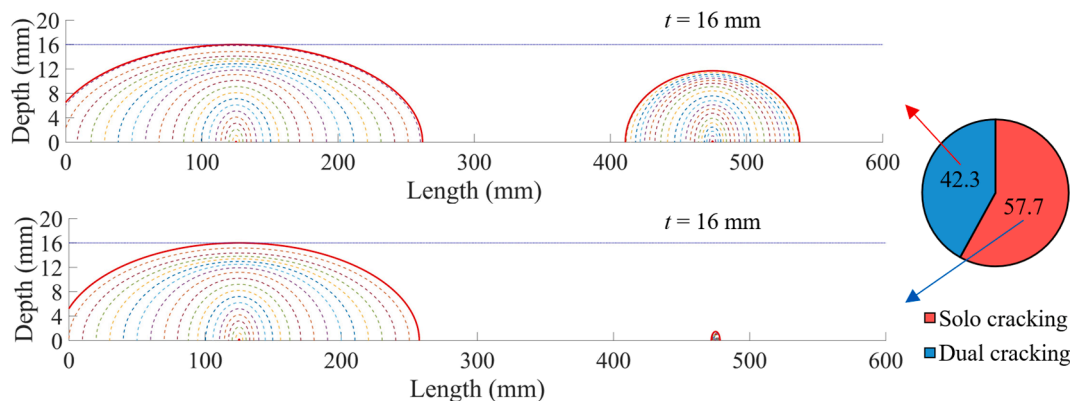 20
16
12
8
4
0
Depth (mm)
t = 16 mm
0 100 200 300 400 500 600
Length (mm)
20
16
12
8
4
0
Depth (mm)
t = 16 mm
0 100 200 300 400 500 600
Length (mm)
42.3
57.7
Solo cracking
Dual cracking